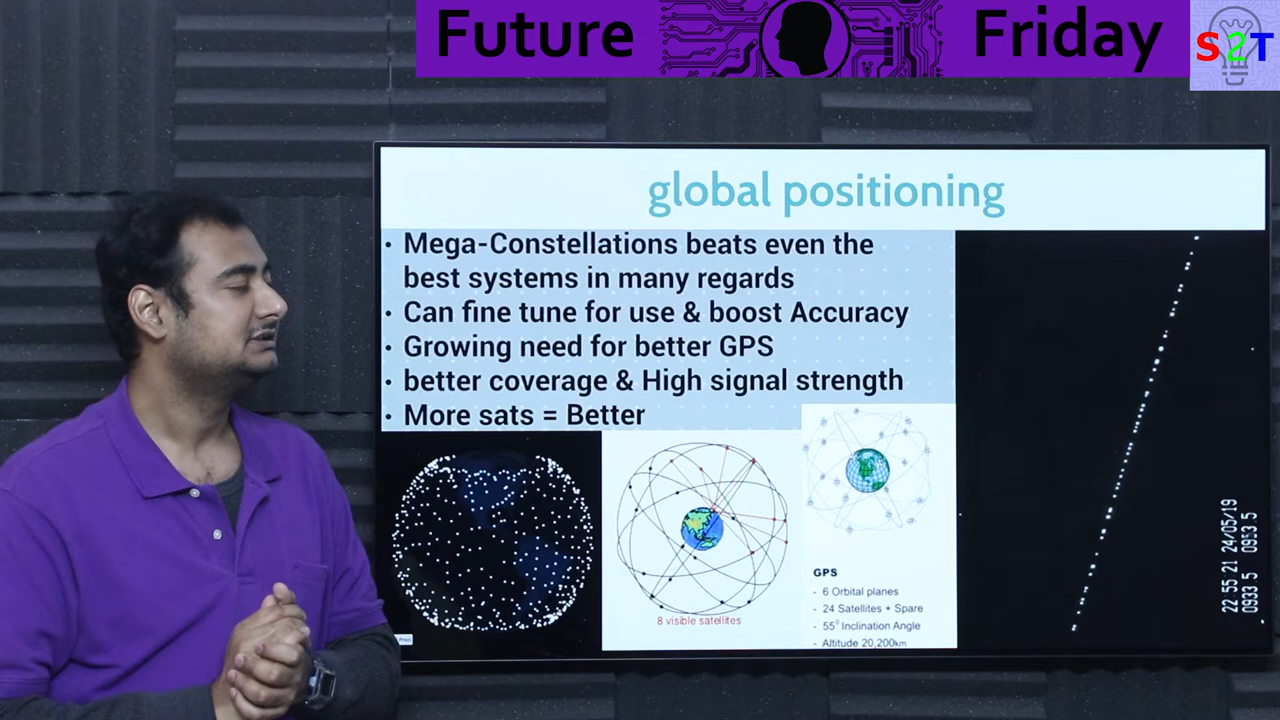 Future Friday
S2T
global positioning
• Mega-Constellations beats even the
best systems in many regards
• Can fine tune for use & boost Accuracy
• Growing need for better GPS
• better coverage & High signal strength
• More sats = Better
8 visible satellites
GPS
- 6 Orbital planes
- 24 Satellites + Spare
- 55° Inclination Angle
- Altitude 20,200km
22 55 21 24/05/19
0933 5 0953 5